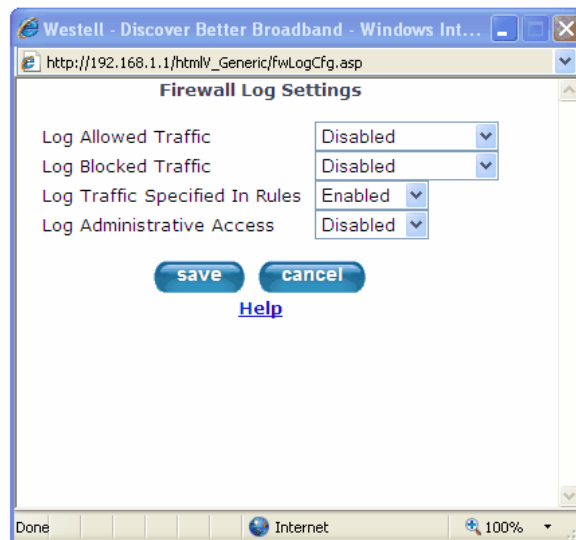 Westell - Discover Better Broadband - Windows Int...
http://192.168.1.1/htmlV_Generic/fwLogCfg.asp
Firewall Log Settings
Log Allowed Traffic Disabled
Log Blocked Traffic Disabled
Log Traffic Specified In Rules Enabled
Log Administrative Access Disabled
save cancel
Help
Done Internet 100%